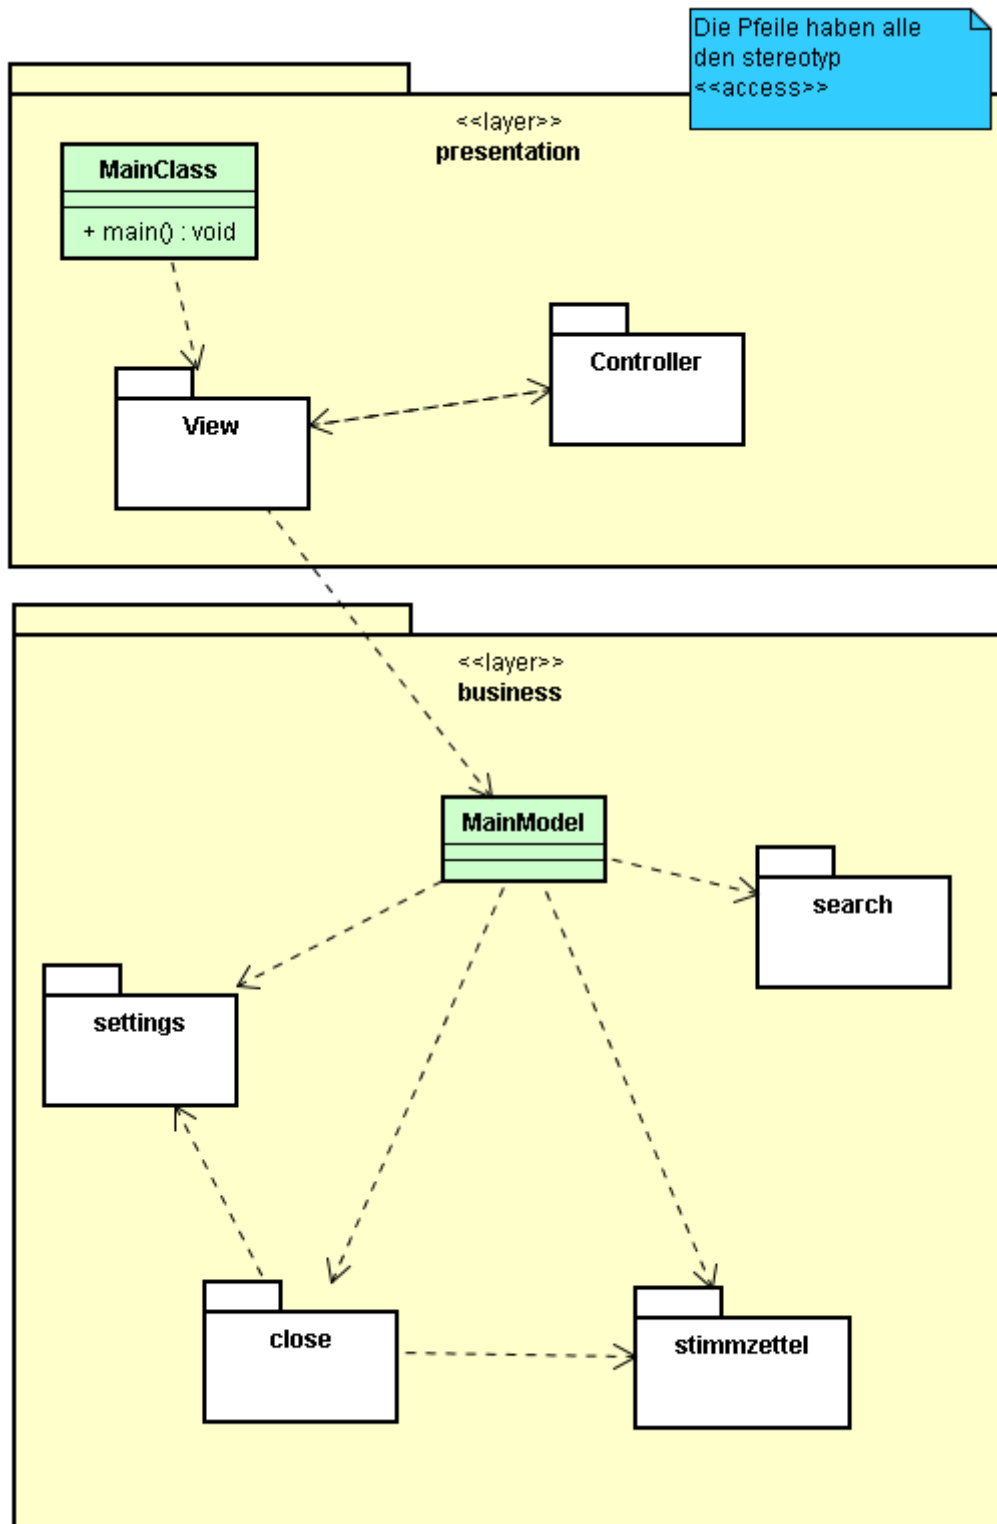 Die Pfeile haben alle
den stereotyp
<<access>>
<<layer>>
presentation
MainClass
+ main() : void
Controller
View
<<layer>>
business
MainModel
search
settings
close
stimmzettel